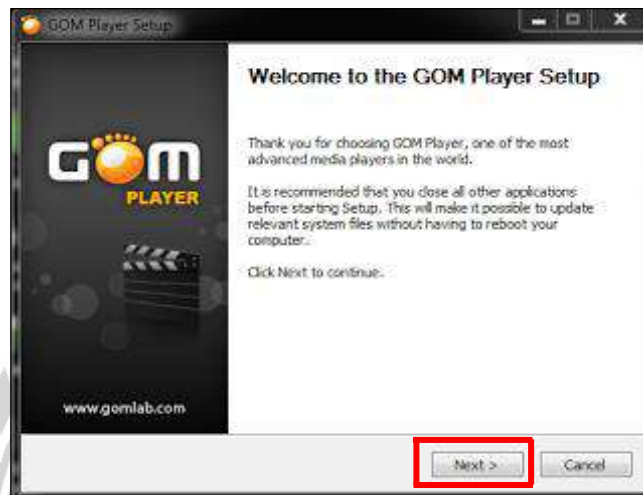 GOM Player Setup
Welcome to the GOM Player Setup
GOM
PLAYER
Thank you for choosing GOM Player, one of the most
advanced media players in the world.
It is recommended that you close all other applications
before starting Setup. This will make it possible to update
relevant system files without having to reboot your
computer.
Click Next to continue.
www.gomlab.com
Next >
Cancel